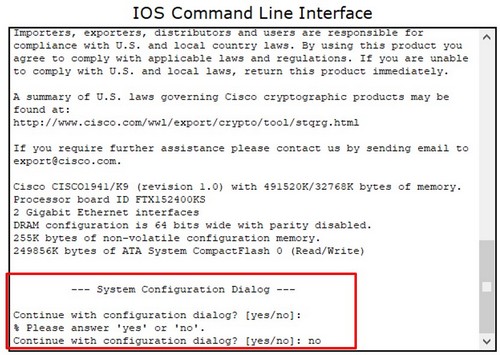 IOS Command Line Interface
Importers, exporters, distributors and users are responsible for
compliance with U.S. and local country laws. By using this product you
agree to comply with applicable laws and regulations. If you are unable
to comply with U.S. and local laws, return this product immediately.
A summary of U.S. laws governing Cisco cryptographic products may be
found at:
http://www.cisco.com/wwl/export/crypto/tool/stqrg.html
If you require further assistance please contact us by sending email to
export@cisco.com.
Cisco CISCO1941/K9 (revision 1.0) with 491520K/32768K bytes of memory.
Processor board ID FTX152400KS
2 Gigabit Ethernet interfaces
DRAM configuration is 64 bits wide with parity disabled.
255K bytes of non-volatile configuration memory.
249856K bytes of ATA System CompactFlash 0 (Read/Write)
--- System Configuration Dialog ---
Continue with configuration dialog? [yes/no]:
% Please answer 'yes' or 'no'.
Continue with configuration dialog? [yes/no]: no